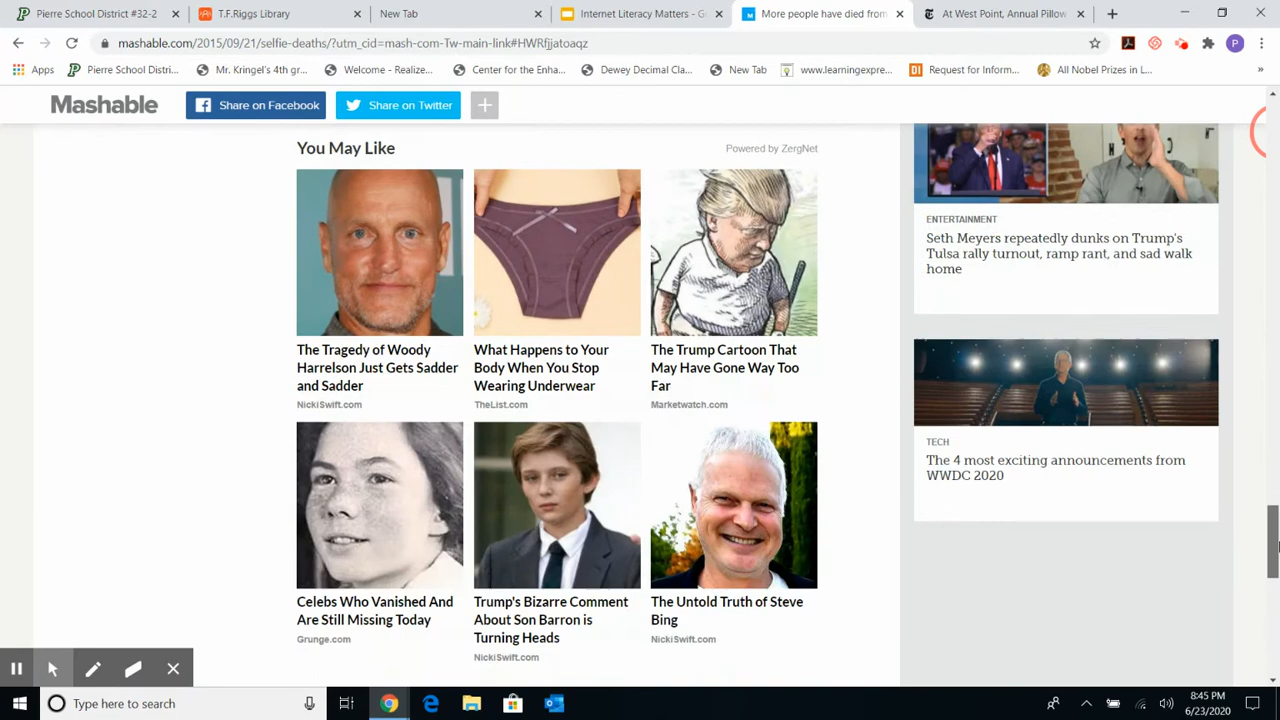 Pierre School District #32-2
T.F.Riggs Library
New Tab
Internet Literacy Matters - G
More people have died from
At West Point, Annual Pillow
mashable.com/2015/09/21/selfie-deaths/?utm_cid=mash-com-Tw-main-link#HWRfjjatoaqz
P
Apps
Pierre School Distri...
Mr. Kringel's 4th gr...
Welcome - Realize...
Center for the Enha...
Dewey Decimal Cla...
New Tab
www.learningexpre...
Request for Inform...
All Nobel Prizes in L...
Mashable
Share on Facebook
Share on Twitter
You May Like
Powered by ZergNet
The Tragedy of Woody
Harrelson Just Gets Sadder
and Sadder
NickiSwift.com
What Happens to Your
Body When You Stop
Wearing Underwear
TheList.com
The Trump Cartoon That
May Have Gone Way Too
Far
Marketwatch.com
Celebs Who Vanished And
Are Still Missing Today
Grunge.com
Trump's Bizarre Comment
About Son Barron is
Turning Heads
NickiSwift.com
The Untold Truth of Steve
Bing
NickiSwift.com
ENTERTAINMENT
Seth Meyers repeatedly dunks on Trump's
Tulsa rally turnout, ramp rant, and sad walk
home
TECH
The 4 most exciting announcements from
WWDC 2020
Type here to search
8:45 PM
6/23/2020